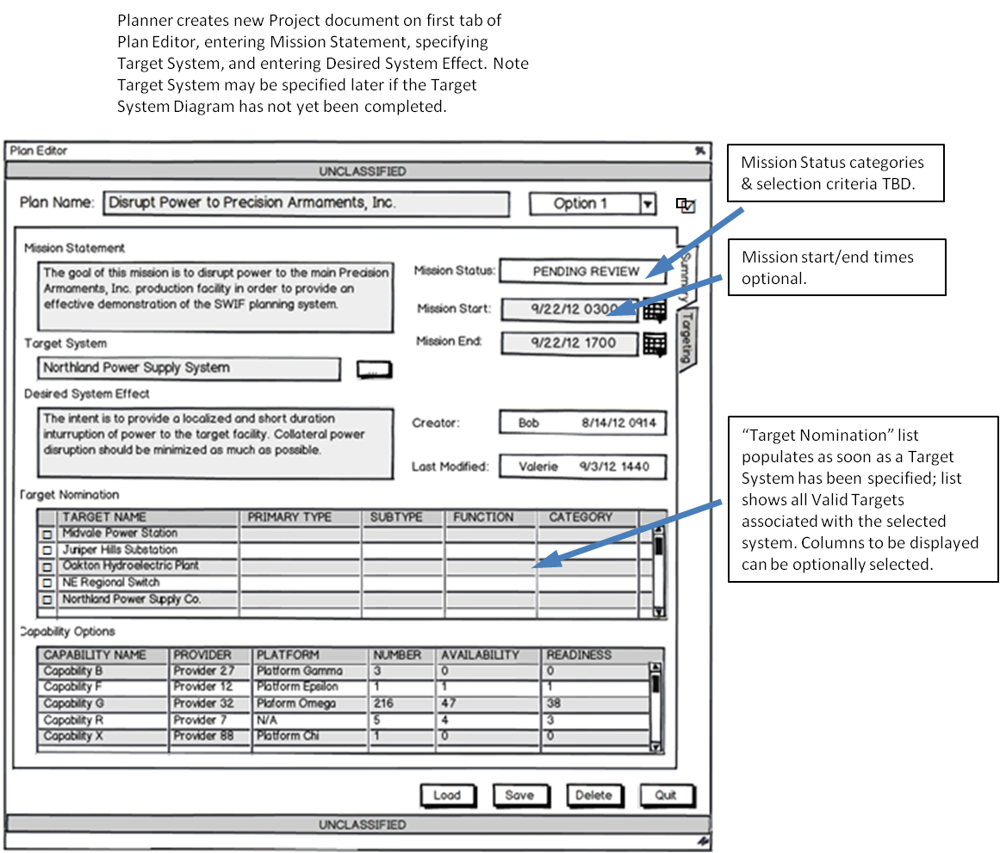 Planner creates new Project document on first tab of
Plan Editor, entering Mission Statement, specifying
Target System, and entering Desired System Effect. Note
Target System may be specified later if the Target
System Diagram has not yet been completed.
Plan Editor
UNCLASSIFIED
Plan Name: Disrupt Power to Precision Armaments, Inc. Option 1
Mission Statement
The goal of this mission is to disrupt power to the main Precision
Armaments, Inc. production facility in order to provide an
effective demonstration of the SWIF planning system.
Mission Status: PENDING REVIEW
Mission Start: 9/22/12 0300
Mission End: 9/22/12 1700
Summary
Targeting
Target System
Northland Power Supply System
...
Desired System Effect
The intent is to provide a localized and short duration
inturruption of power to the target facility. Collateral power
disruption should be minimized as much as possible.
Creator: Bob 8/14/12 0914
Last Modified: Valerie 9/3/12 1440
Target Nomination
TARGET NAME PRIMARY TYPE SUBTYPE FUNCTION CATEGORY
Midvale Power Station
Juniper Hills Substation
Oakton Hydroelectric Plant
NE Regional Switch
Northland Power Supply Co.
Capability Options
CAPABILITY NAME PROVIDER PLATFORM NUMBER AVAILABILITY READINESS
Capability B Provider 27 Platform Gamma 3 0 0
Capability F Provider 12 Platform Epsilon 1 1 1
Capability G Provider 32 Plaform Omega 216 47 38
Capability R Provider 7 N/A 5 4 3
Capability X Provider 88 Platform Chi 1 0 0
Load Save Delete Quit
UNCLASSIFIED
Mission Status categories
& selection criteria TBD.
Mission start/end times
optional.
“Target Nomination” list
populates as soon as a Target
System has been specified; list
shows all Valid Targets
associated with the selected
system. Columns to be displayed
can be optionally selected.